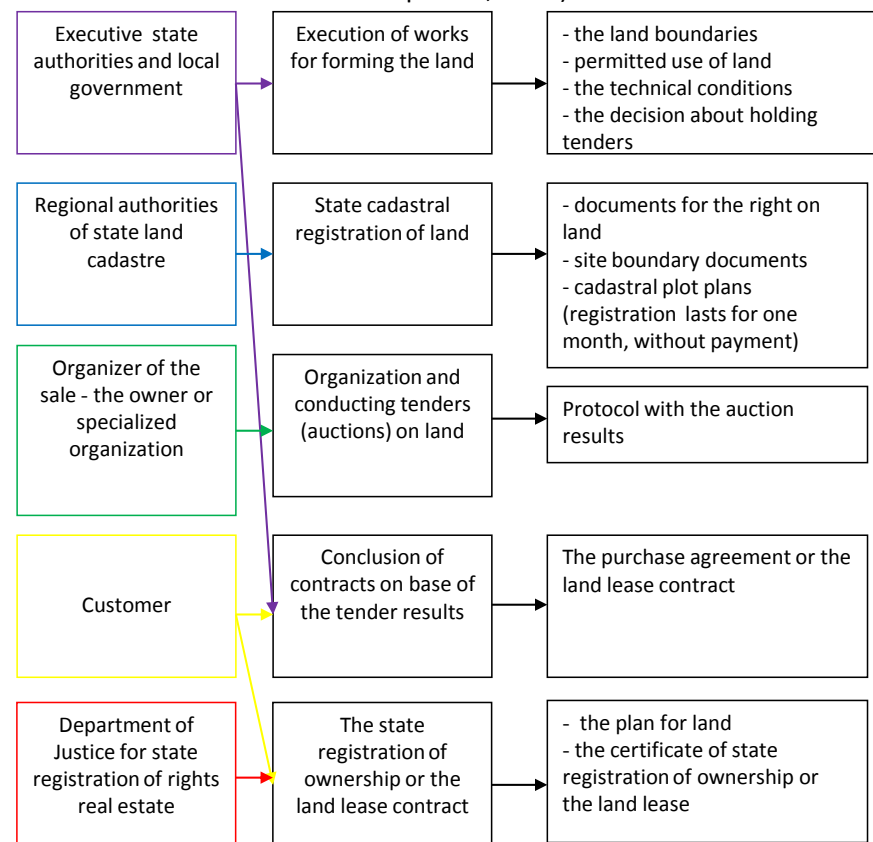 Executive state
authorities and local
government
Execution of works
for forming the land
- the land boundaries
- permitted use of land
- the technical conditions
- the decision about holding
tenders
Regional authorities
of state land
cadastre
State cadastral
registration of land
- documents for the right on
land
- site boundary documents
- cadastral plot plans
(registration lasts for one
month, without payment)
Organizer of the
sale - the owner or
specialized
organization
Organization and
conducting tenders
(auctions) on land
Protocol with the auction
results
Customer
Conclusion of
contracts on base of
the tender results
The purchase agreement or the
land lease contract
Department of
Justice for state
registration of rights
real estate
The state
registration of
ownership or the
land lease contract
- the plan for land
- the certificate of state
registration of ownership or
the land lease